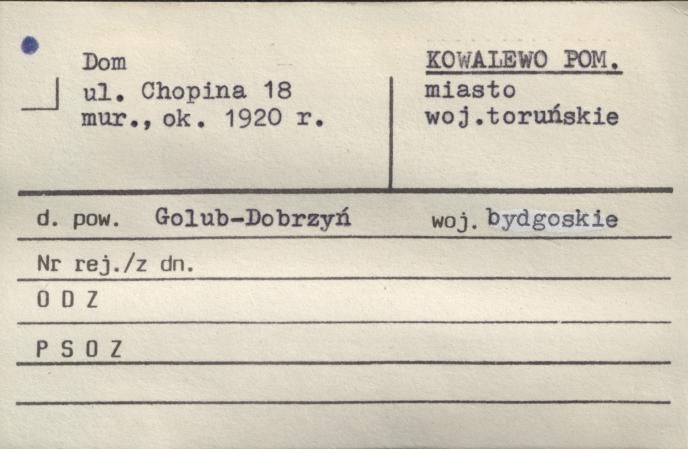 Dom
ul. Chopina 18
mur., ok. 1920 r.
KOWALEWO POM.
miasto
woj.toruńskie
d. pow. Golub-Dobrzyń woj. bydgoskie
Nr rej./z dn.
O D Z
P S O Z